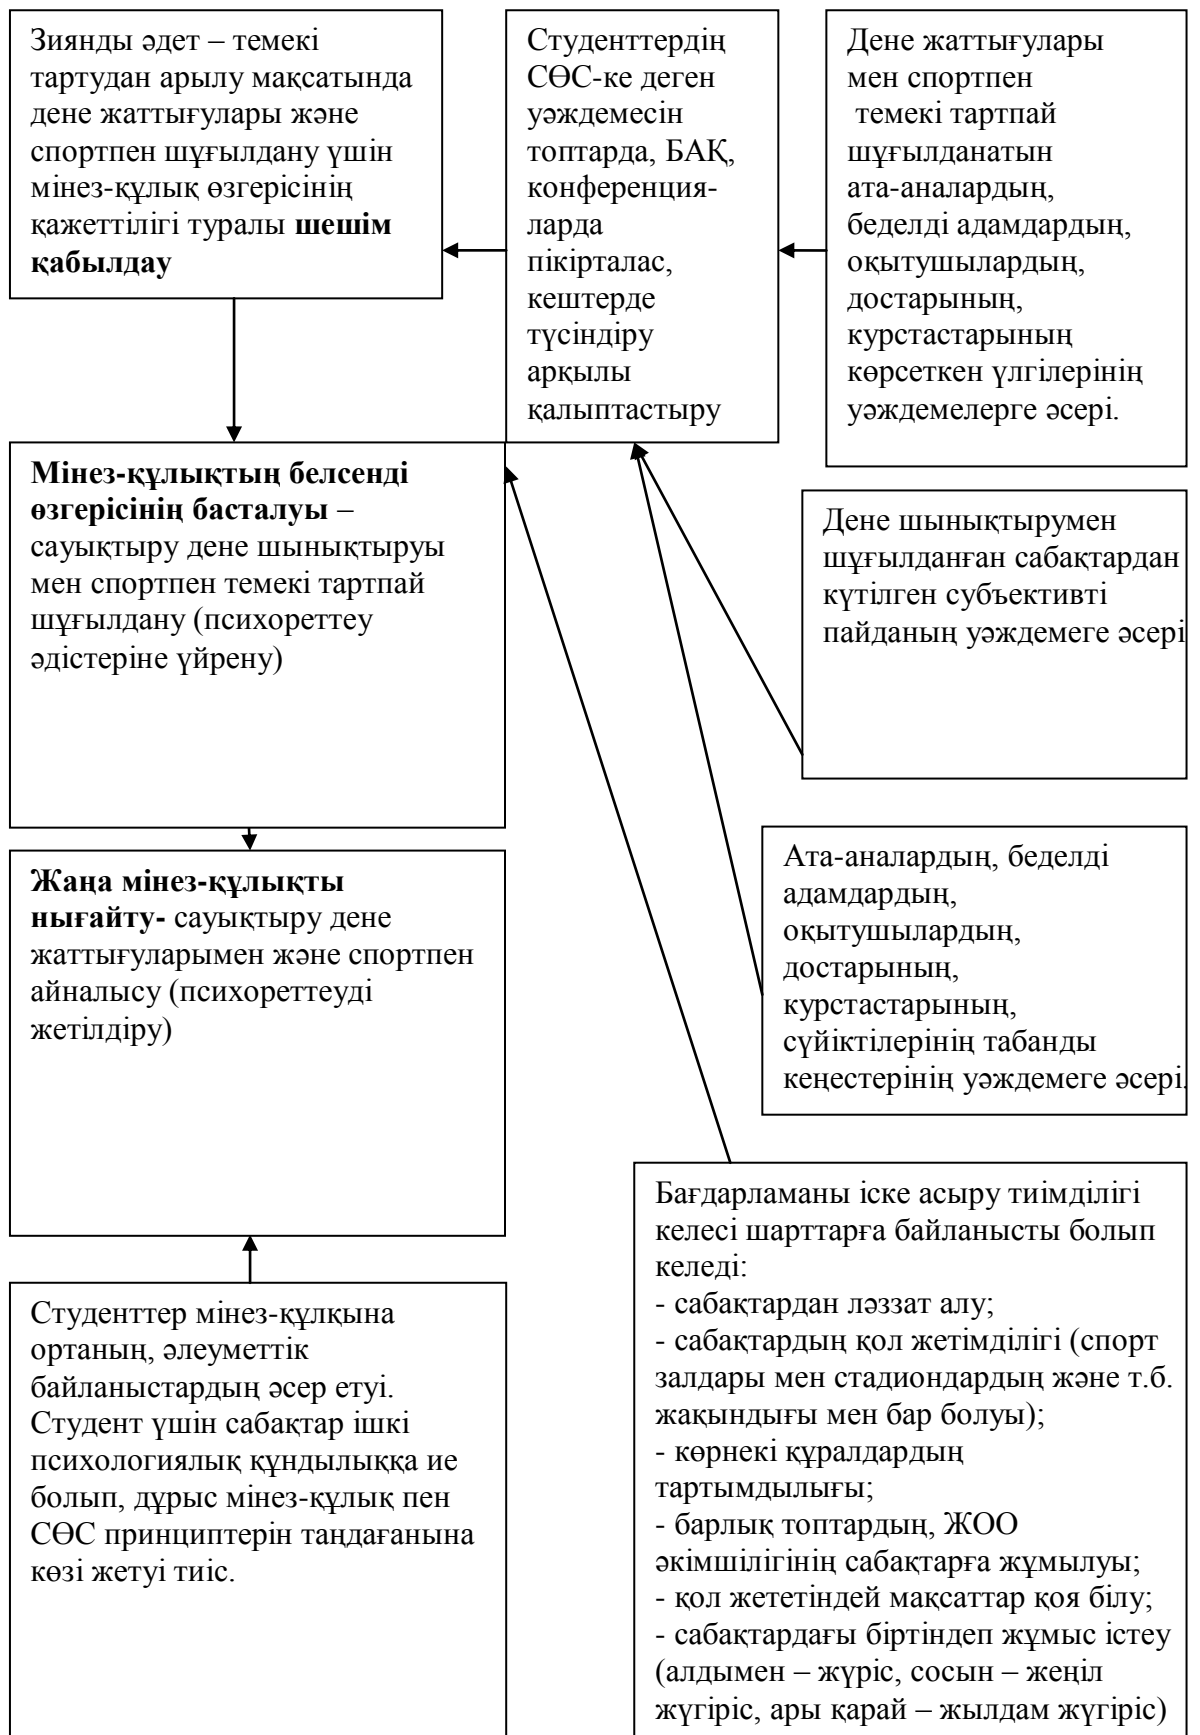 Зиянды әдет – темекі
тартудан арылу мақсатында
дене жаттығулары және
спортпен шұғылдану үшін
мінез-құлық өзгерісінің
қажеттілігі туралы шешім
қабылдау
Студенттердің
СӨС-ке деген
уәждемесін
топтарда, БАҚ,
конференция-
ларда
пікірталас,
кештерде
түсіндіру
арқылы
қалыптастыру
Дене жаттығулары
мен спортпен
темекі тартпай
шұғылданатын
ата-аналардың,
беделді адамдардың,
оқытушылардың,
достарының,
курстастарының
көрсеткен үлгілерінің
уәждемелерге әсері.
Мінез-құлықтың белсенді
өзгерісінің басталуы –
сауықтыру дене шынықтыруы
мен спортпен темекі тартпай
шұғылдану (психореттеу
әдістеріне үйрену)
Дене шынықтырумен
шұғылданған сабақтардан
күтілген субъективті
пайданың уәждемеге әсері
Жаңа мінез-құлықты
нығайту- сауықтыру дене
жаттығуларымен және спортпен
айналысу (психореттеуді
жетілдіру)
Ата-аналардың, беделді
адамдардың,
оқытушылардың,
достарының,
курстастарының,
сүйіктілерінің табанды
кеңестерінің уәждемеге әсері.
Студенттер мінез-құлқына
ортаның, әлеуметтік
байланыстардың әсер етуі.
Студент үшін сабақтар ішкі
психологиялық құндылыққа ие
болып, дұрыс мінез-құлық пен
СӨС принциптерін таңдағанына
көзі жетуі тиіс.
Бағдарламаны іске асыру тиімділігі
келесі шарттарға байланысты болып
келеді:
- сабақтардан ләззат алу;
- сабақтардың қол жетімділігі (спорт
залдары мен стадиондардың және т.б.
жақындығы мен бар болуы);
- көрнекі құралдардың
тартымдылығы;
- барлық топтардың, ЖОО
әкімшілігінің сабақтарға жұмылуы;
- қол жететіндей мақсаттар қоя білу;
- сабақтардағы біртіндеп жұмыс істеу
(алдымен – жүріс, сосын – жеңіл
жүгіріс, ары қарай – жылдам жүгіріс)